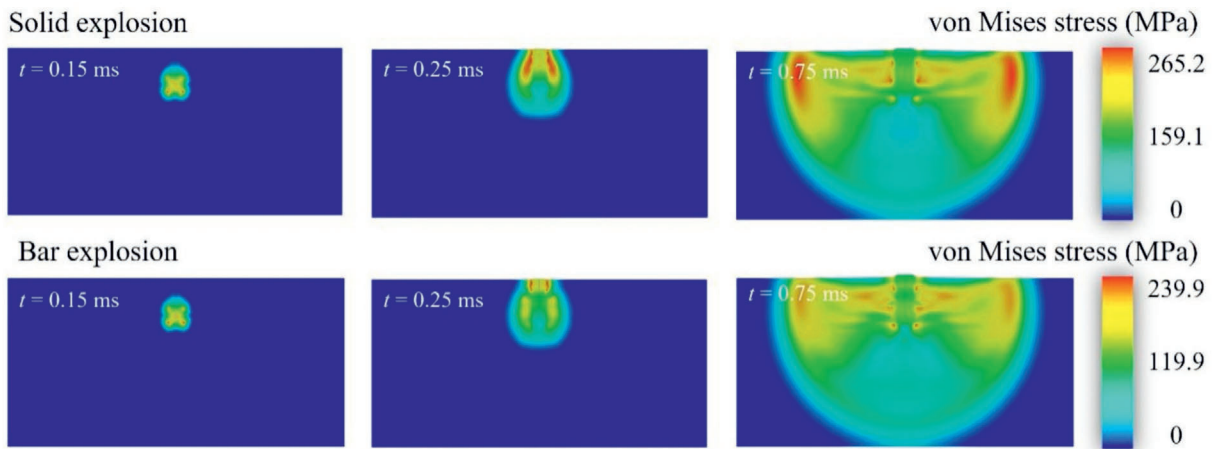 Solid explosion
von Mises stress (MPa)
t = 0.15 ms
t = 0.25 ms
t = 0.75 ms
265.2
159.1
0
Bar explosion
von Mises stress (MPa)
t = 0.15 ms
t = 0.25 ms
t = 0.75 ms
239.9
119.9
0